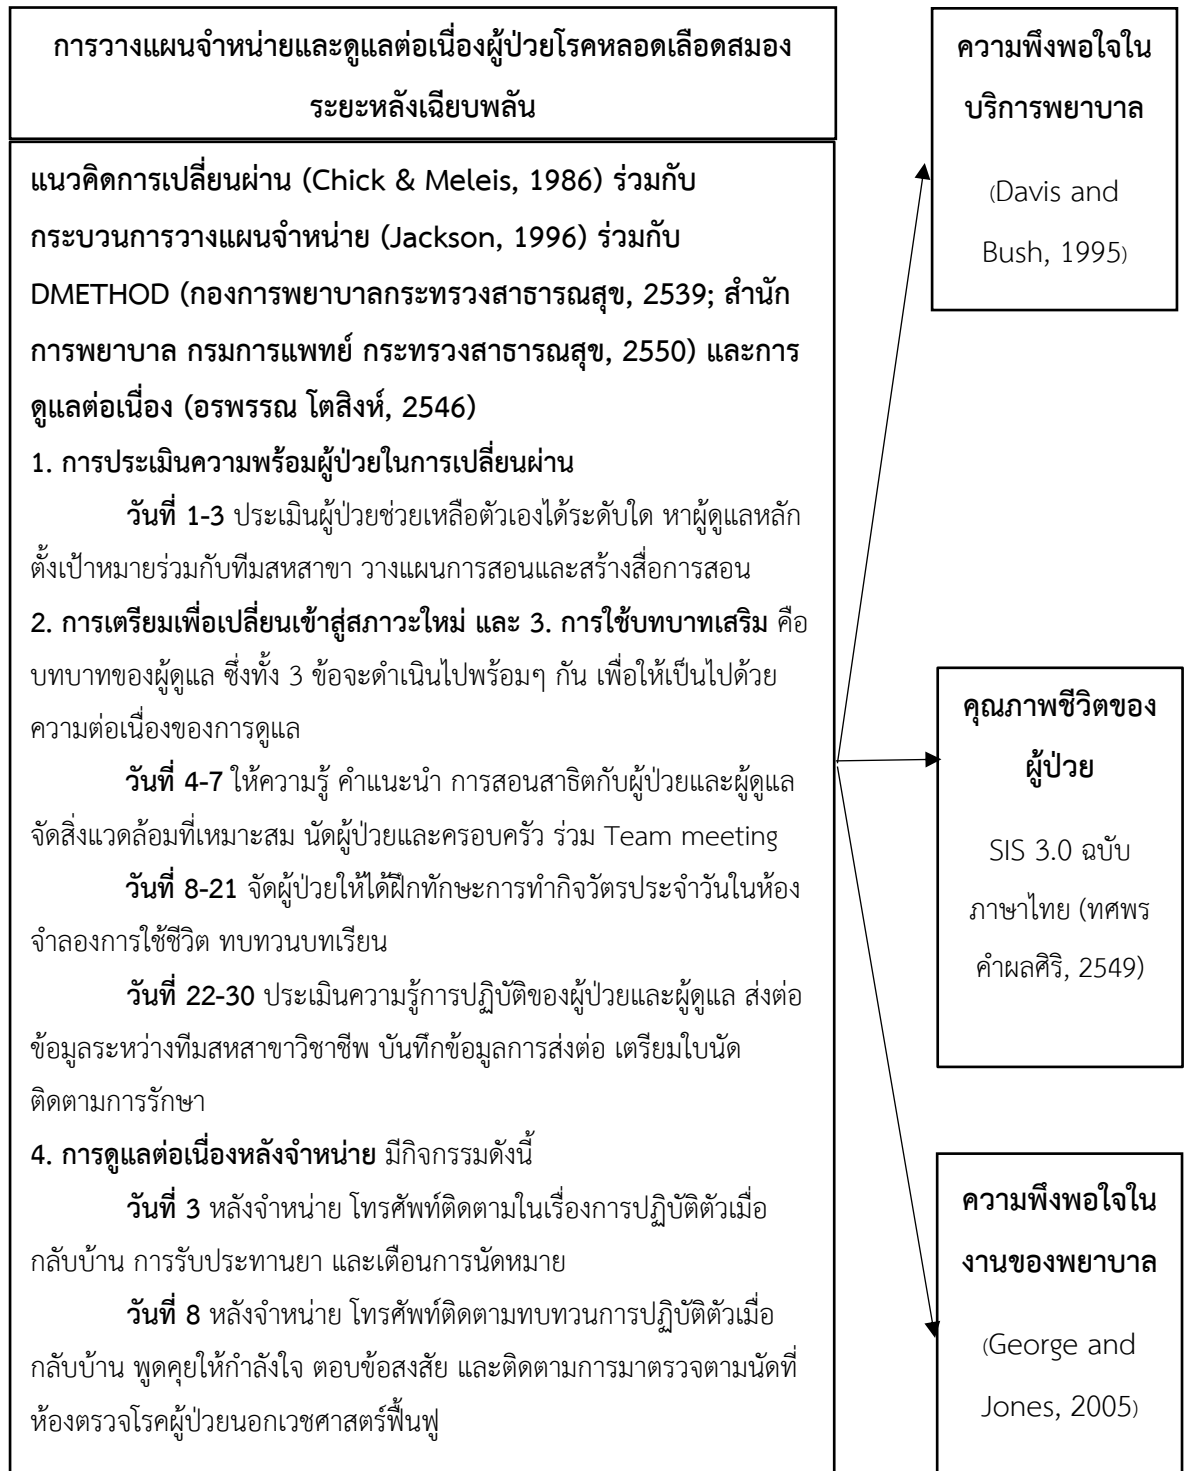 การวางแผนจำหน่ายและดูแลต่อเนื่องผู้ป่วยโรคหลอดเลือดสมอง
ระยะหลังเฉียบพลัน
แนวคิดการเปลี่ยนผ่าน (Chick & Meleis, 1986) ร่วมกับ
กระบวนการวางแผนจำหน่าย (Jackson, 1996) ร่วมกับ
DMETHOD (กองการพยาบาลกระทรวงสาธารณสุข, 2539; สำนัก
การพยาบาล กรมการแพทย์ กระทรวงสาธารณสุข, 2550) และการ
ดูแลต่อเนื่อง (อรพรรณ โตสิงห์, 2546)
1. การประเมินความพร้อมผู้ป่วยในการเปลี่ยนผ่าน
วันที่ 1-3 ประเมินผู้ป่วยช่วยเหลือตัวเองได้ระดับใด หาผู้ดูแลหลัก
ตั้งเป้าหมายร่วมกับทีมสหสาขา วางแผนการสอนและสร้างสื่อการสอน
2. การเตรียมเพื่อเปลี่ยนเข้าสู่สภาวะใหม่ และ 3. การใช้บทบาทเสริม คือ
บทบาทของผู้ดูแล ซึ่งทั้ง 3 ข้อจะดำเนินไปพร้อมๆ กัน เพื่อให้เป็นไปด้วย
ความต่อเนื่องของการดูแล
วันที่ 4-7 ให้ความรู้ คำแนะนำ การสอนสาธิตกับผู้ป่วยและผู้ดูแล
จัดสิ่งแวดล้อมที่เหมาะสม นัดผู้ป่วยและครอบครัว ร่วม Team meeting
วันที่ 8-21 จัดผู้ป่วยให้ได้ฝึกทักษะการทำกิจวัตรประจำวันในห้อง
จำลองการใช้ชีวิต ทบทวนบทเรียน
วันที่ 22-30 ประเมินความรู้การปฏิบัติของผู้ป่วยและผู้ดูแล ส่งต่อ
ข้อมูลระหว่างทีมสหสาขาวิชาชีพ บันทึกข้อมูลการส่งต่อ เตรียมใบนัด
ติดตามการรักษา
4. การดูแลต่อเนื่องหลังจำหน่าย มีกิจกรรมดังนี้
วันที่ 3 หลังจำหน่าย โทรศัพท์ติดตามในเรื่องการปฏิบัติตัวเมื่อ
กลับบ้าน การรับประทานยา และเตือนการนัดหมาย
วันที่ 8 หลังจำหน่าย โทรศัพท์ติดตามทบทวนการปฏิบัติตัวเมื่อ
กลับบ้าน พูดคุยให้กำลังใจ ตอบข้อสงสัย และติดตามการมาตรวจตามนัดที่
ห้องตรวจโรคผู้ป่วยนอกเวชศาสตร์ฟื้นฟู
ความพึงพอใจใน
บริการพยาบาล
(Davis and
Bush, 1995)
คุณภาพชีวิตของ
ผู้ป่วย
SIS 3.0 ฉบับ
ภาษาไทย (ทศพร
คำผลศิริ, 2549)
ความพึงพอใจใน
งานของพยาบาล
(George and
Jones, 2005)